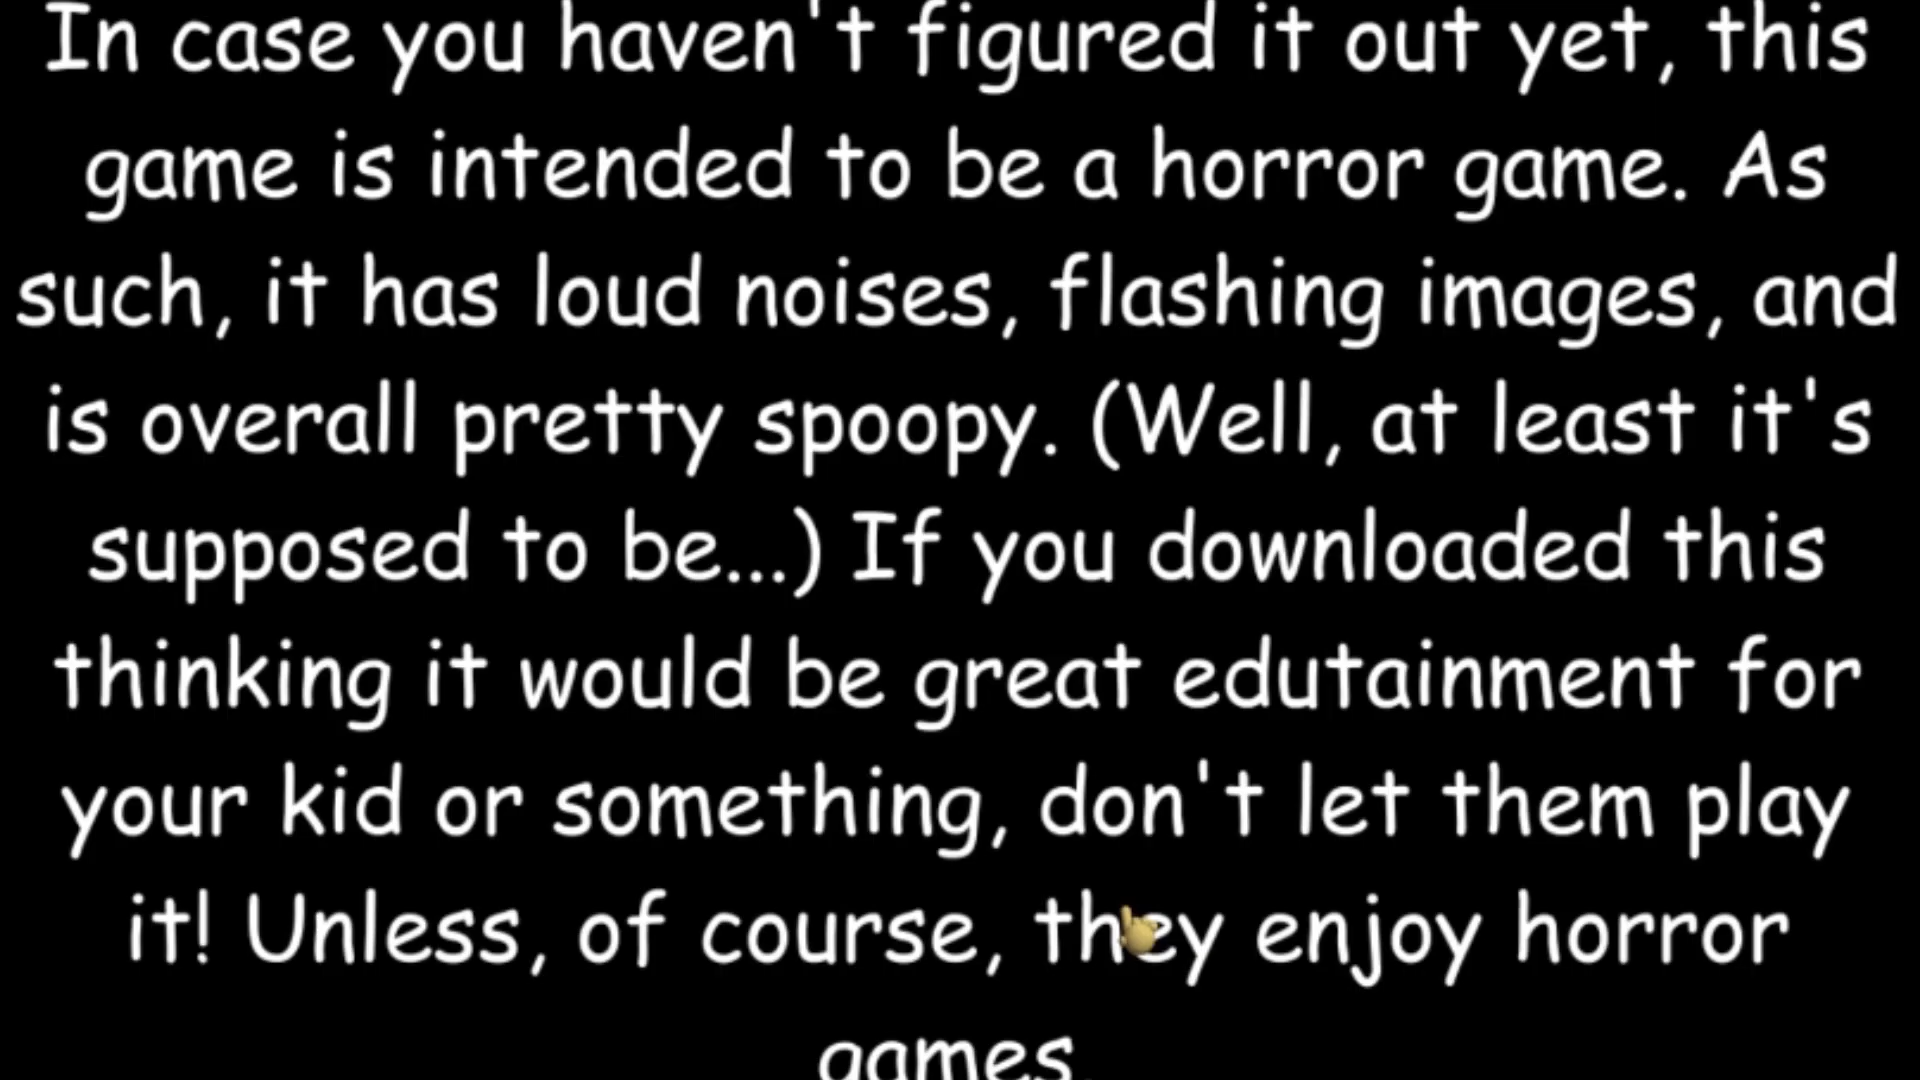 In case you haven't figured it out yet, this
game is intended to be a horror game. As
such, it has loud noises, flashing images, and
is overall pretty spoopy. (Well, at least it's
supposed to be...) If you downloaded this
thinking it would be great edutainment for
your kid or something, don't let them play
it! Unless, of course, they enjoy horror
games.